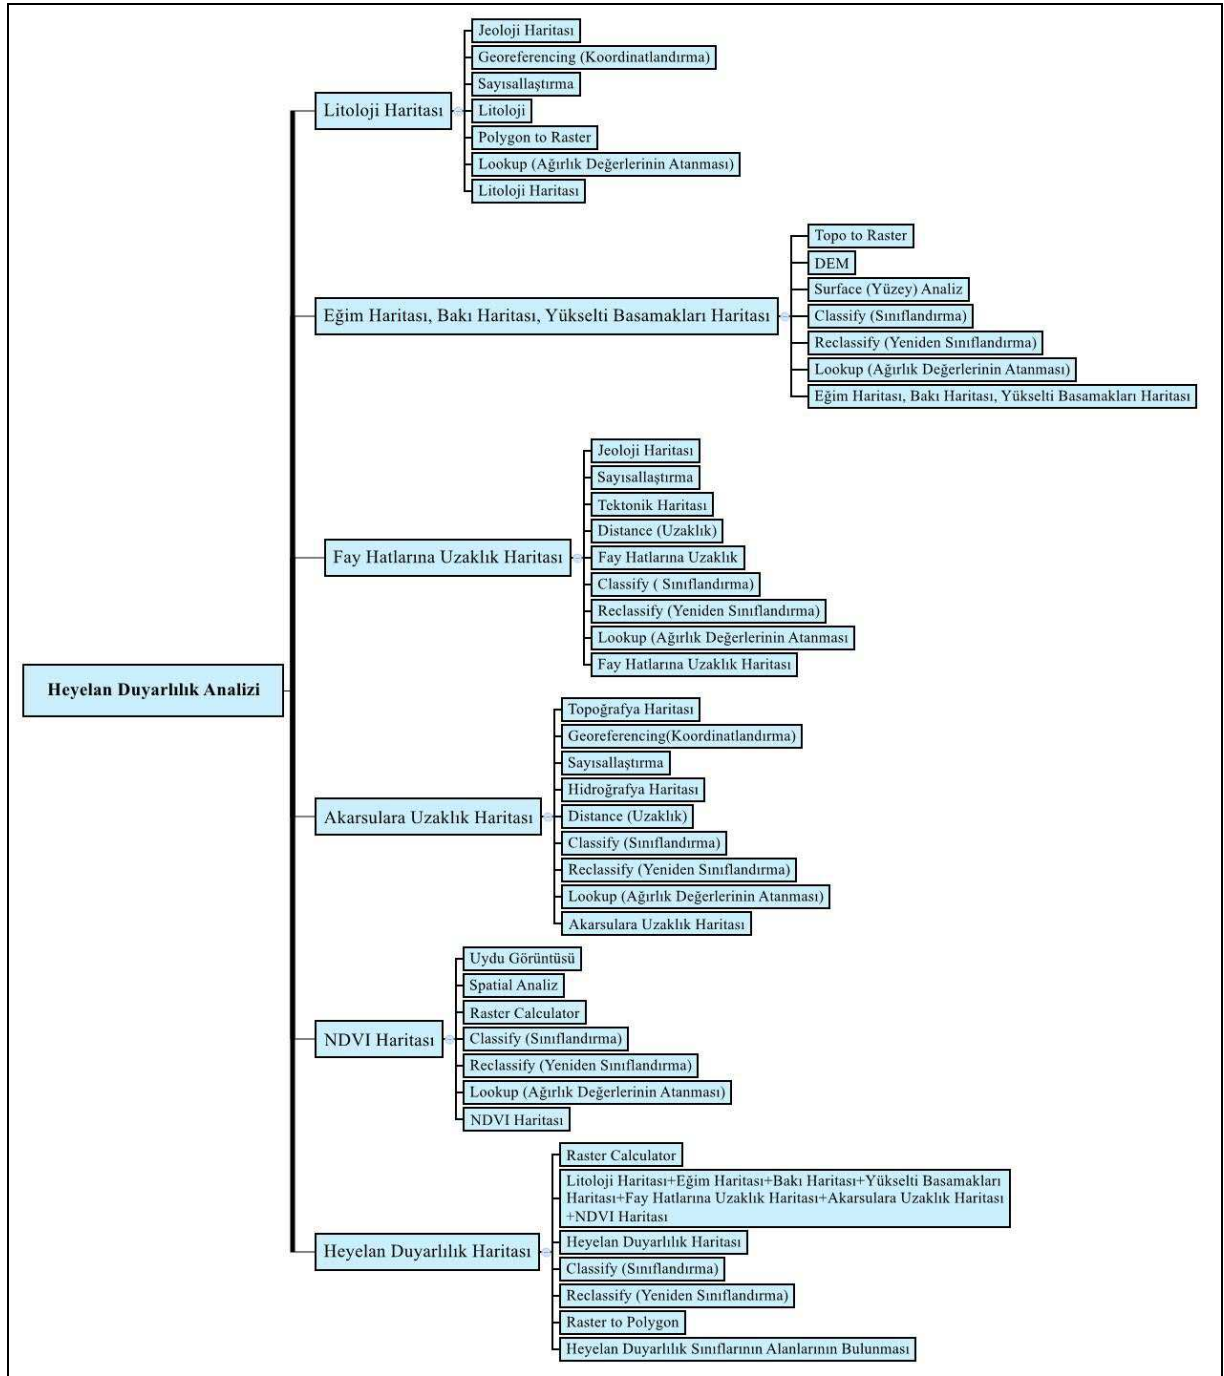 Heyelan Duyarlılık Analizi
Litoloji Haritası
Jeoloji Haritası
Georeferencing (Koordinatlandırma)
Sayısallaştırma
Litoloji
Polygon to Raster
Lookup (Ağırlık Değerlerinin Atanması)
Litoloji Haritası
Eğim Haritası, Bakı Haritası, Yükselti Basamakları Haritası
Topo to Raster
DEM
Surface (Yüzey) Analiz
Classify (Sınıflandırma)
Reclassify (Yeniden Sınıflandırma)
Lookup (Ağırlık Değerlerinin Atanması)
Eğim Haritası, Bakı Haritası, Yükselti Basamakları Haritası
Fay Hatlarına Uzaklık Haritası
Jeoloji Haritası
Sayısallaştırma
Tektonik Haritası
Distance (Uzaklık)
Fay Hatlarına Uzaklık
Classify ( Sınıflandırma)
Reclassify (Yeniden Sınıflandırma)
Lookup (Ağırlık Değerlerinin Atanması
Fay Hatlarına Uzaklık Haritası
Akarsulara Uzaklık Haritası
Topoğrafya Haritası
Georeferencing(Koordinatlandırma)
Sayısallaştırma
Hidroğrafya Haritası
Distance (Uzaklık)
Classify (Sınıflandırma)
Reclassify (Yeniden Sınıflandırma)
Lookup (Ağırlık Değerlerinin Atanması)
Akarsulara Uzaklık Haritası
NDVI Haritası
Uydu Görüntüsü
Spatial Analiz
Raster Calculator
Classify (Sınıflandırma)
Reclassify (Yeniden Sınıflandırma)
Lookup (Ağırlık Değerlerinin Atanması)
NDVI Haritası
Heyelan Duyarlılık Haritası
Raster Calculator
Litoloji Haritası+Eğim Haritası+Bakı Haritası+Yükselti Basamakları
Haritası+Fay Hatlarına Uzaklık Haritası+Akarsulara Uzaklık Haritası
+NDVI Haritası
Heyelan Duyarlılık Haritası
Classify (Sınıflandırma)
Reclassify (Yeniden Sınıflandırma)
Raster to Polygon
Heyelan Duyarlılık Sınıflarının Alanlarının Bulunması